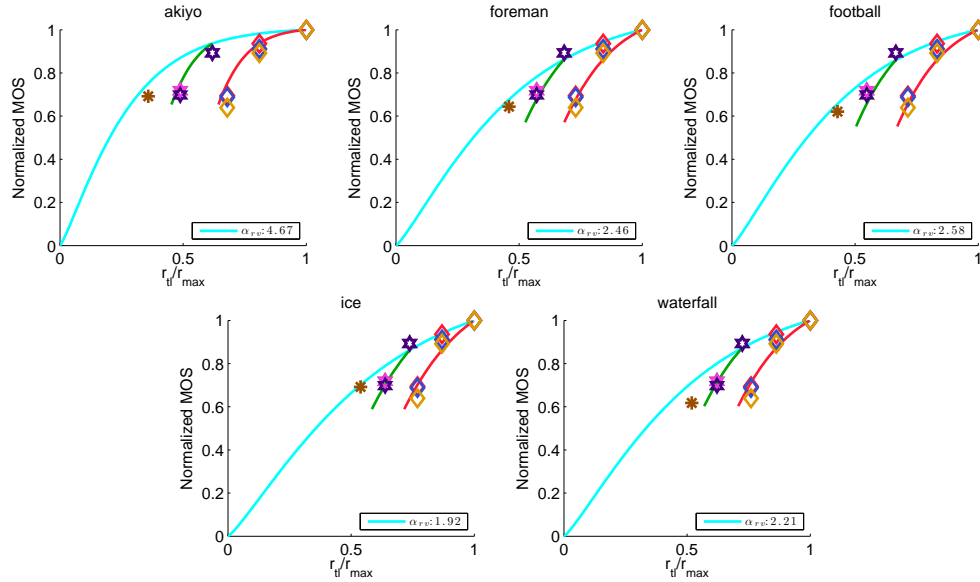 akiyo
foreman
football
1
0.8
0.6
0.4
0.2
0
Normalized MOS
0
0.5
1
r_tl/r_max
α_rv:4.67
1
0.8
0.6
0.4
0.2
0
Normalized MOS
0
0.5
1
r_tl/r_max
α_rv:2.46
1
0.8
0.6
0.4
0.2
0
Normalized MOS
0
0.5
1
r_tl/r_max
α_rv:2.58
ice
waterfall
1
0.8
0.6
0.4
0.2
0
Normalized MOS
0
0.5
1
r_tl/r_max
α_rv:1.92
1
0.8
0.6
0.4
0.2
0
Normalized MOS
0
0.5
1
r_tl/r_max
α_rv:2.21